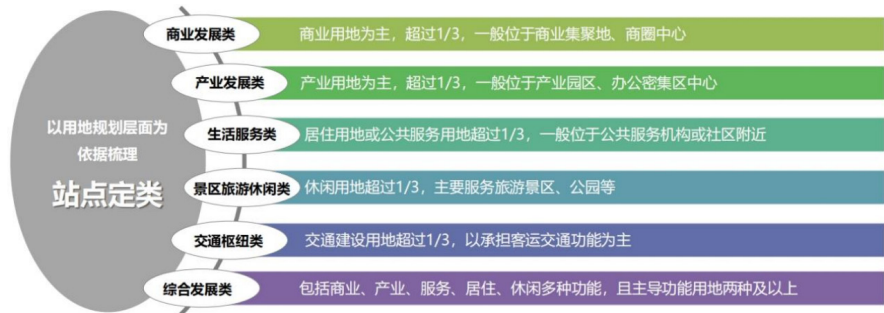 以用地规划层面为
依据梳理
站点定类
商业发展类
商业用地为主，超过1/3，一般位于商业集聚地、商圈中心
产业发展类
产业用地为主，超过1/3，一般位于产业园区、办公密集区中心
生活服务类
居住用地或公共服务用地超过1/3，一般位于公共服务机构或社区附近
景区旅游休闲类
休闲用地超过1/3，主要服务旅游景区、公园等
交通枢纽类
交通建设用地超过1/3，以承担客运交通功能为主
综合发展类
包括商业、产业、服务、居住、休闲多种功能，且主导功能用地两种及以上